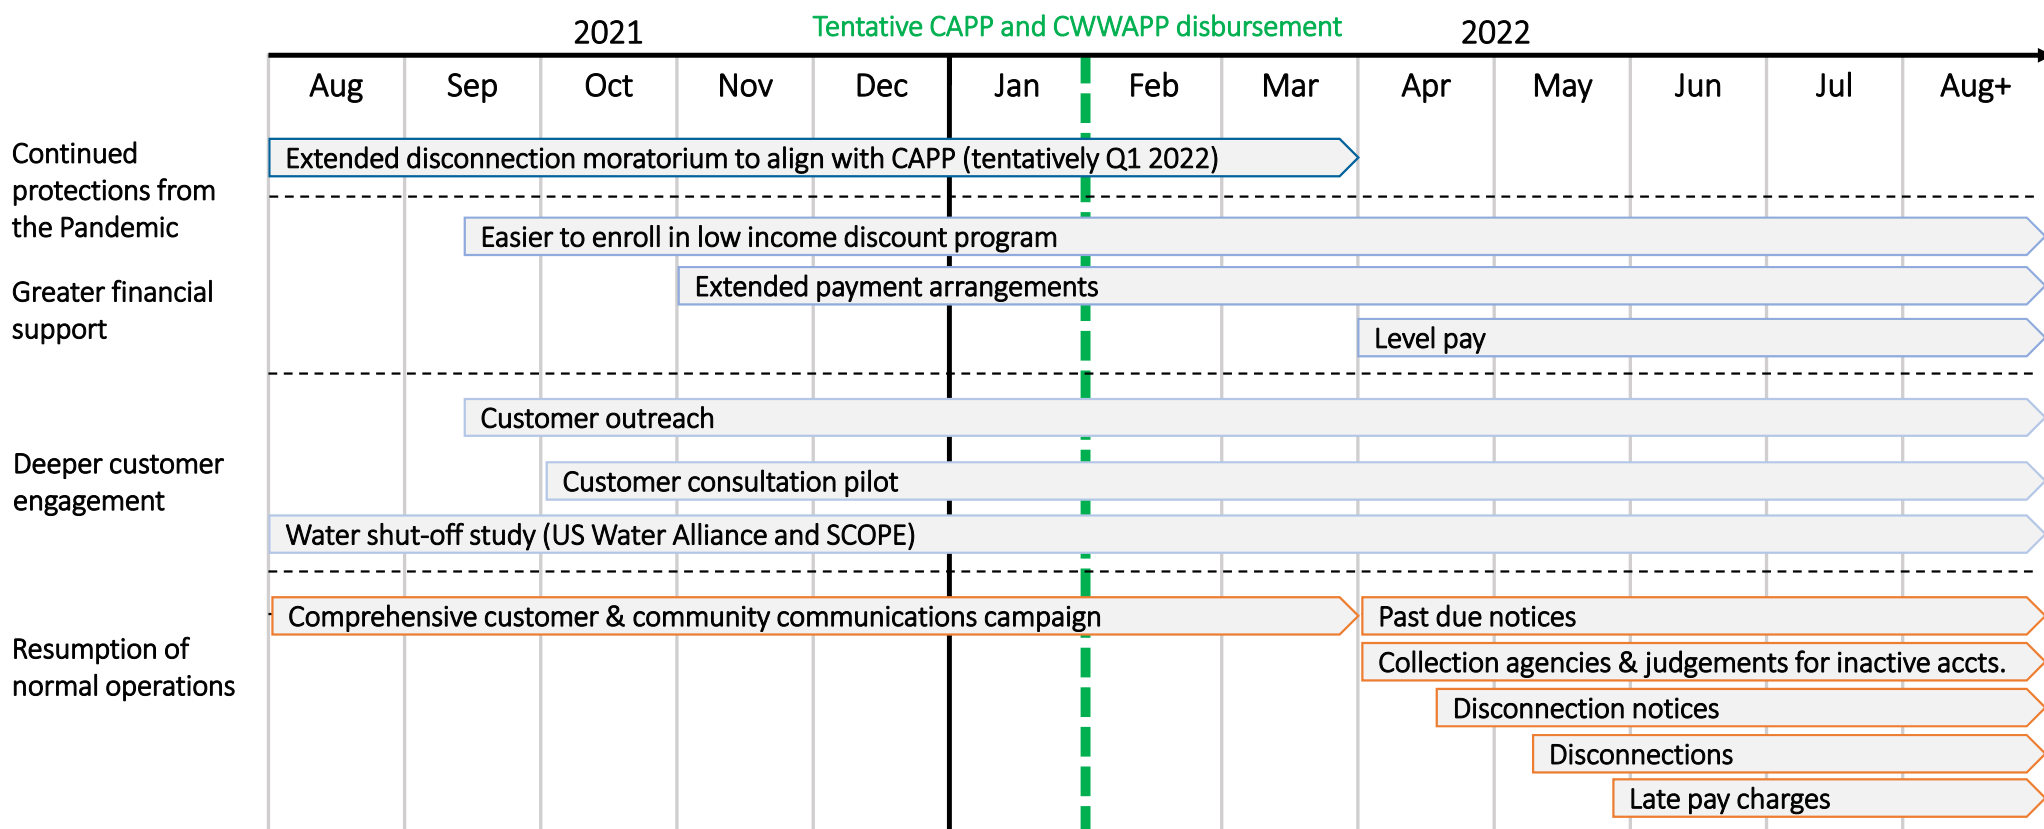 2021
Tentative CAPP and CWWAPP disbursement
2022
Aug Sep Oct Nov Dec Jan Feb Mar Apr May Jun Jul Aug+
Continued
protections from
the Pandemic
Extended disconnection moratorium to align with CAPP (tentatively Q1 2022)
Greater financial
support
Easier to enroll in low income discount program
Extended payment arrangements
Level pay
Deeper customer
engagement
Customer outreach
Customer consultation pilot
Water shut-off study (US Water Alliance and SCOPE)
Resumption of
normal operations
Comprehensive customer & community communications campaign
Past due notices
Collection agencies & judgements for inactive accts.
Disconnection notices
Disconnections
Late pay charges